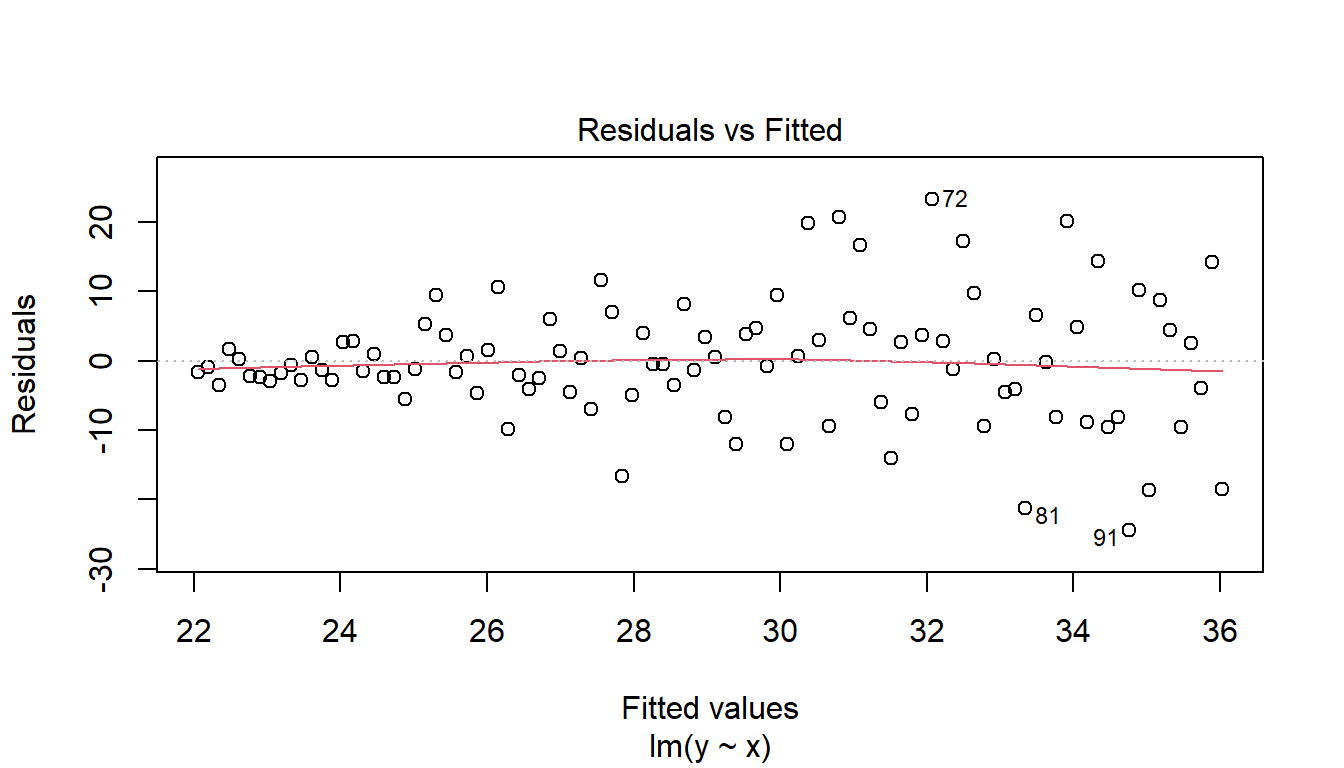 Residuals vs Fitted
Residuals
20
10
0
-10
-30
72
81
91
22 24 26 28 30 32 34 36
Fitted values
lm(y ~ x)